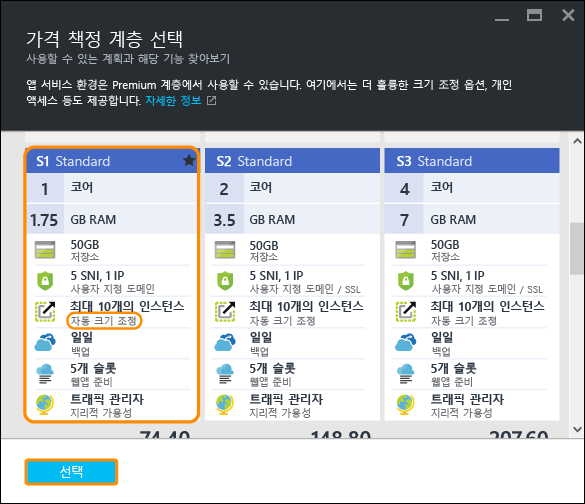 가격 책정 계층 선택
사용할 수 있는 계획과 해당 기능 찾아보기
앱 서비스 환경은 Premium 계층에서 사용할 수 있습니다. 여기에서는 더 훌륭한 크기 조정 옵션, 개인
액세스 등도 제공합니다. 자세한 정보
S1 Standard
1 코어
1.75 GB RAM
50GB
저장소
5 SNI, 1 IP
사용자 지정 도메인
최대 10개의 인스턴스
자동 크기 조정
일일
백업
5개 슬롯
웹앱 준비
트래픽 관리자
지리적 가용성
74.40
S2 Standard
2 코어
3.5 GB RAM
50GB
저장소
5 SNI, 1 IP
사용자 지정 도메인 / SSL
최대 10개의 인스턴스
자동 크기 조정
일일
백업
5개 슬롯
웹앱 준비
트래픽 관리자
지리적 가용성
148.80
S3 Standard
4 코어
7 GB RAM
50GB
저장소
5 SNI, 1 IP
사용자 지정 도메인 / SSL
최대 10개의 인스턴스
자동 크기 조정
일일
백업
5개 슬롯
웹앱 준비
트래픽 관리자
지리적 가용성
297.60
선택